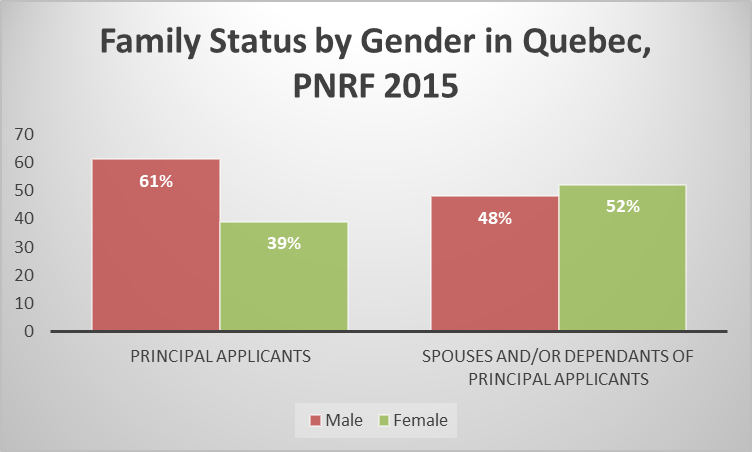 Family Status by Gender in Quebec,
PNRF 2015
70
60
50
40
30
20
10
0
61%
39%
48%
52%
PRINCIPAL APPLICANTS
SPOUSES AND/OR DEPENDANTS OF
PRINCIPAL APPLICANTS
Male Female